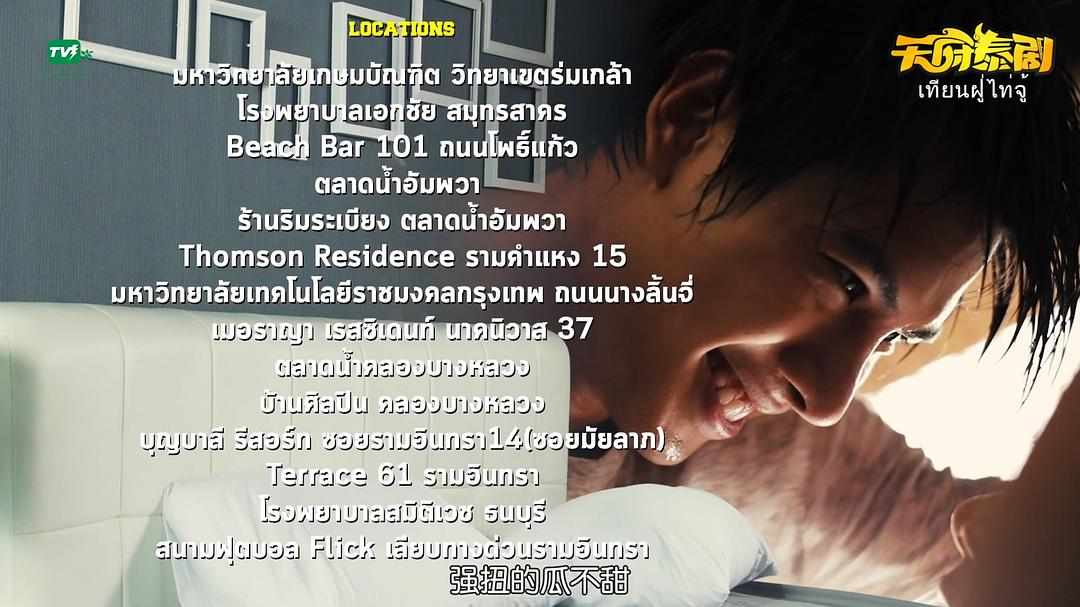 LOCATIONS
TV
天府泰剧
เทียนฝู่ไท่จู้
มหาวิทยาลัยเกษมบัณฑิต วิทยาเขตร่มเกล้า
โรงพยาบาลเอกชัย สมุทรสาคร
Beach Bar 101 ถนนโพธิ์แก้ว
ตลาดน้ำอัมพวา
ร้านริมระเบียง ตลาดน้ำอัมพวา
Thomson Residence รามคำแหง 15
มหาวิทยาลัยเทคโนโลยีราชมงคลกรุงเทพ ถนนนางลิ้นจี่
เมอราญา เรสซิเดนท์ นาคนิวาส 37
ตลาดน้ำคลองบางหลวง
บ้านศิลปิน คลองบางหลวง
บุญบาลี รีสอร์ท ซอยรามอินทรา14(ซอยมัยลาภ)
Terrace 61 รามอินทรา
โรงพยาบาลสมิติเวช ธนบุรี
สนามฟุตบอล Flick เลียบทางด่วนรามอินทรา
强扭的瓜不甜